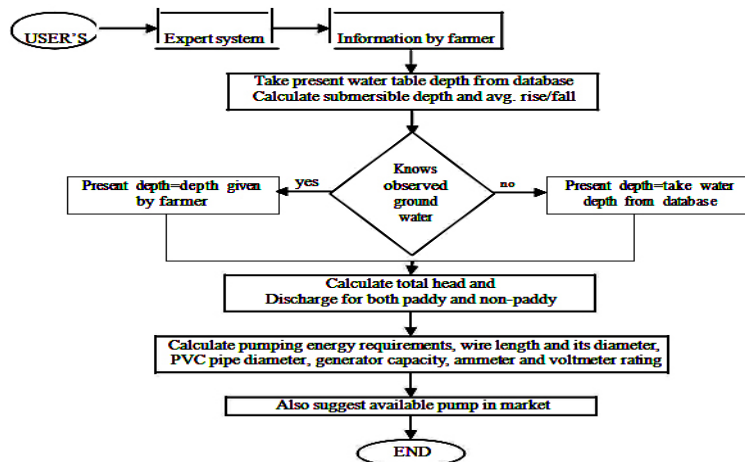 USER'S
Expert system
Information by farmer
Take present water table depth from database
Calculate submersible depth and avg. rise/fall
Knows
observed
ground
water
yes
no
Present depth=depth given
by farmer
Present depth=take water
depth from database
Calculate total head and
Discharge for both paddy and non-paddy
Calculate pumping energy requirements, wire length and its diameter,
PVC pipe diameter, generator capacity, ammeter and voltmeter rating
Also suggest available pump in market
END